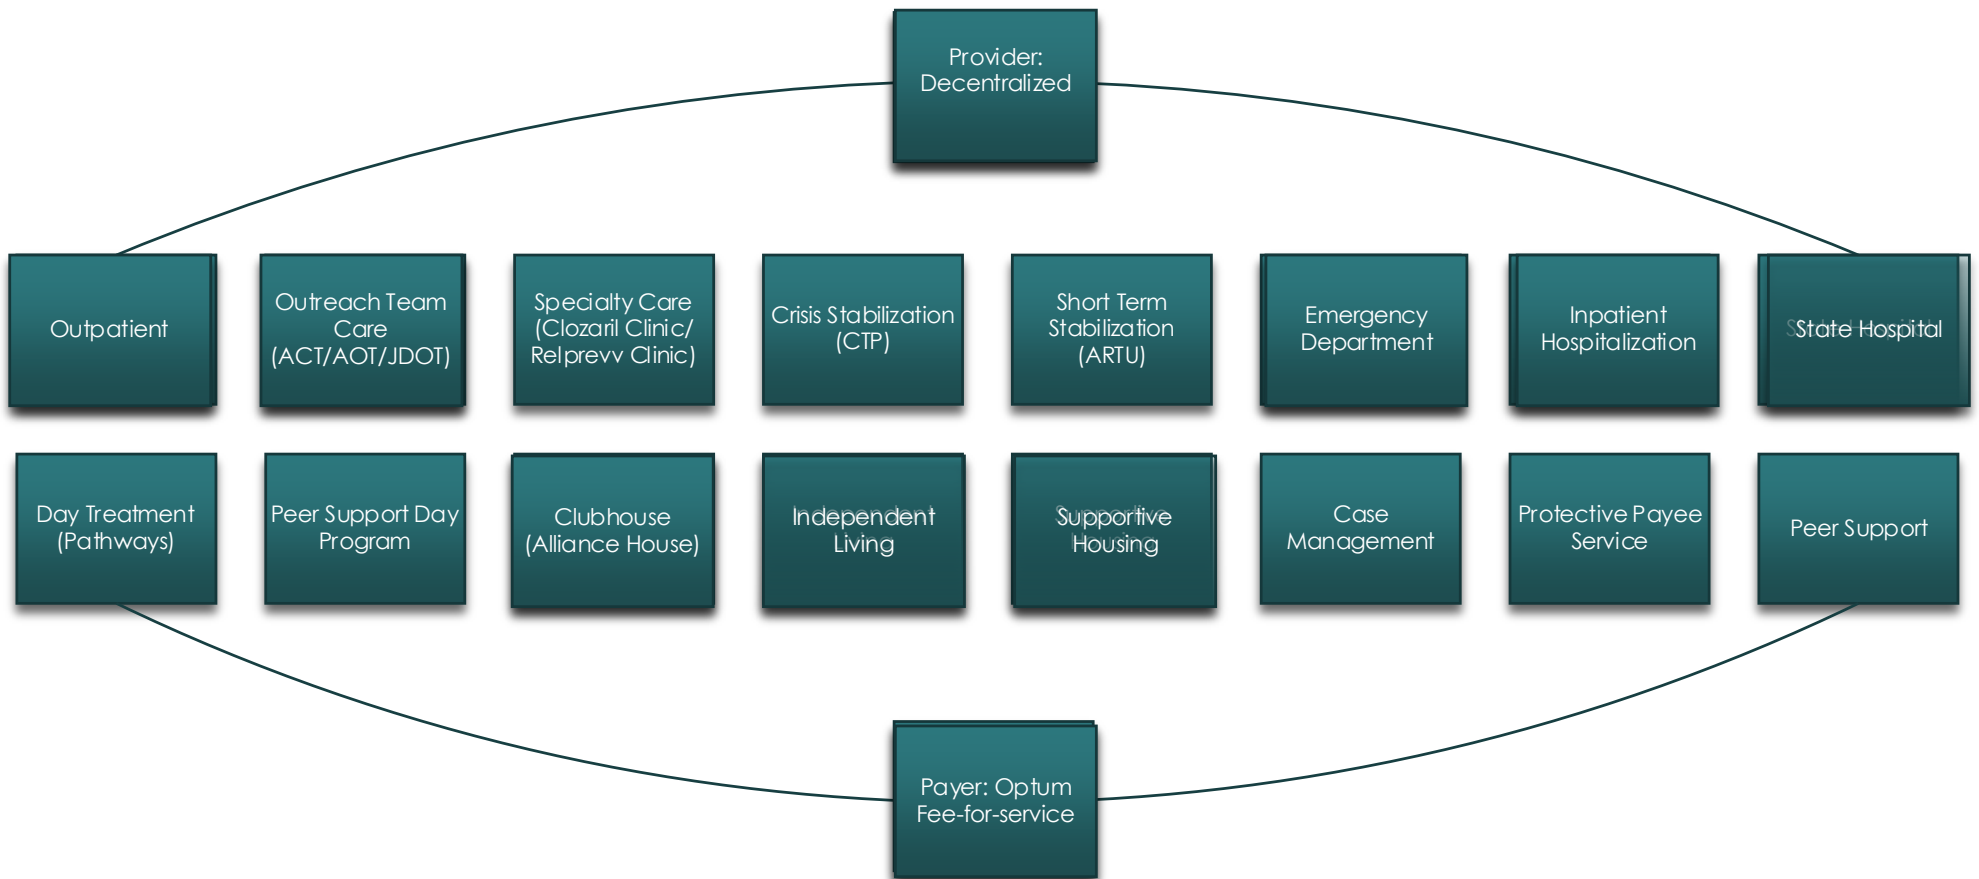 Provider:
Decentralized
Outpatient
Outreach Team
Care
(ACT/AOT/JDOT)
Specialty Care
(Clozaril Clinic/
Relprevv Clinic)
Crisis Stabilization
(CTP)
Short Term
Stabilization
(ARTU)
Emergency
Department
Inpatient
Hospitalization
State Hospital
Day Treatment
(Pathways)
Peer Support Day
Program
Clubhouse
(Alliance House)
Independent
Living
Supportive
Housing
Case
Management
Protective Payee
Service
Peer Support
Payer: Optum
Fee-for-service